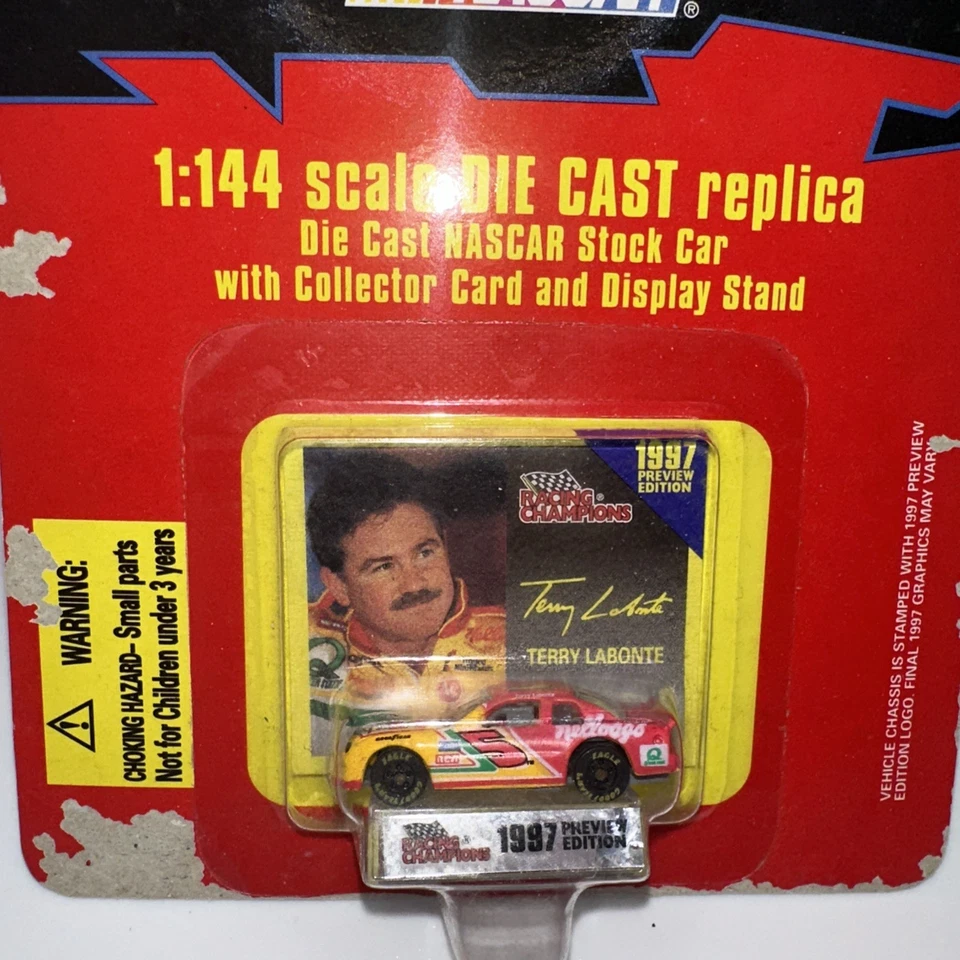 ®
1:144 scale DIE CAST replica
Die Cast NASCAR Stock Car
with Collector Card and Display Stand
1997
PREVIEW
EDITION
RACING ®
CHAMPIONS
Terry Labonte
TERRY LABONTE
WARNING:
CHOKING HAZARD- Small parts
Not for Children under 3 years
VEHICLE CHASSIS IS STAMPED WITH 1997 PREVIEW
EDITION LOGO. FINAL 1997 GRAPHICS MAY VARY
Kellogg's
5
EAGLE
EAGLE
RACING
CHAMPIONS
1997 PREVIEW
EDITION